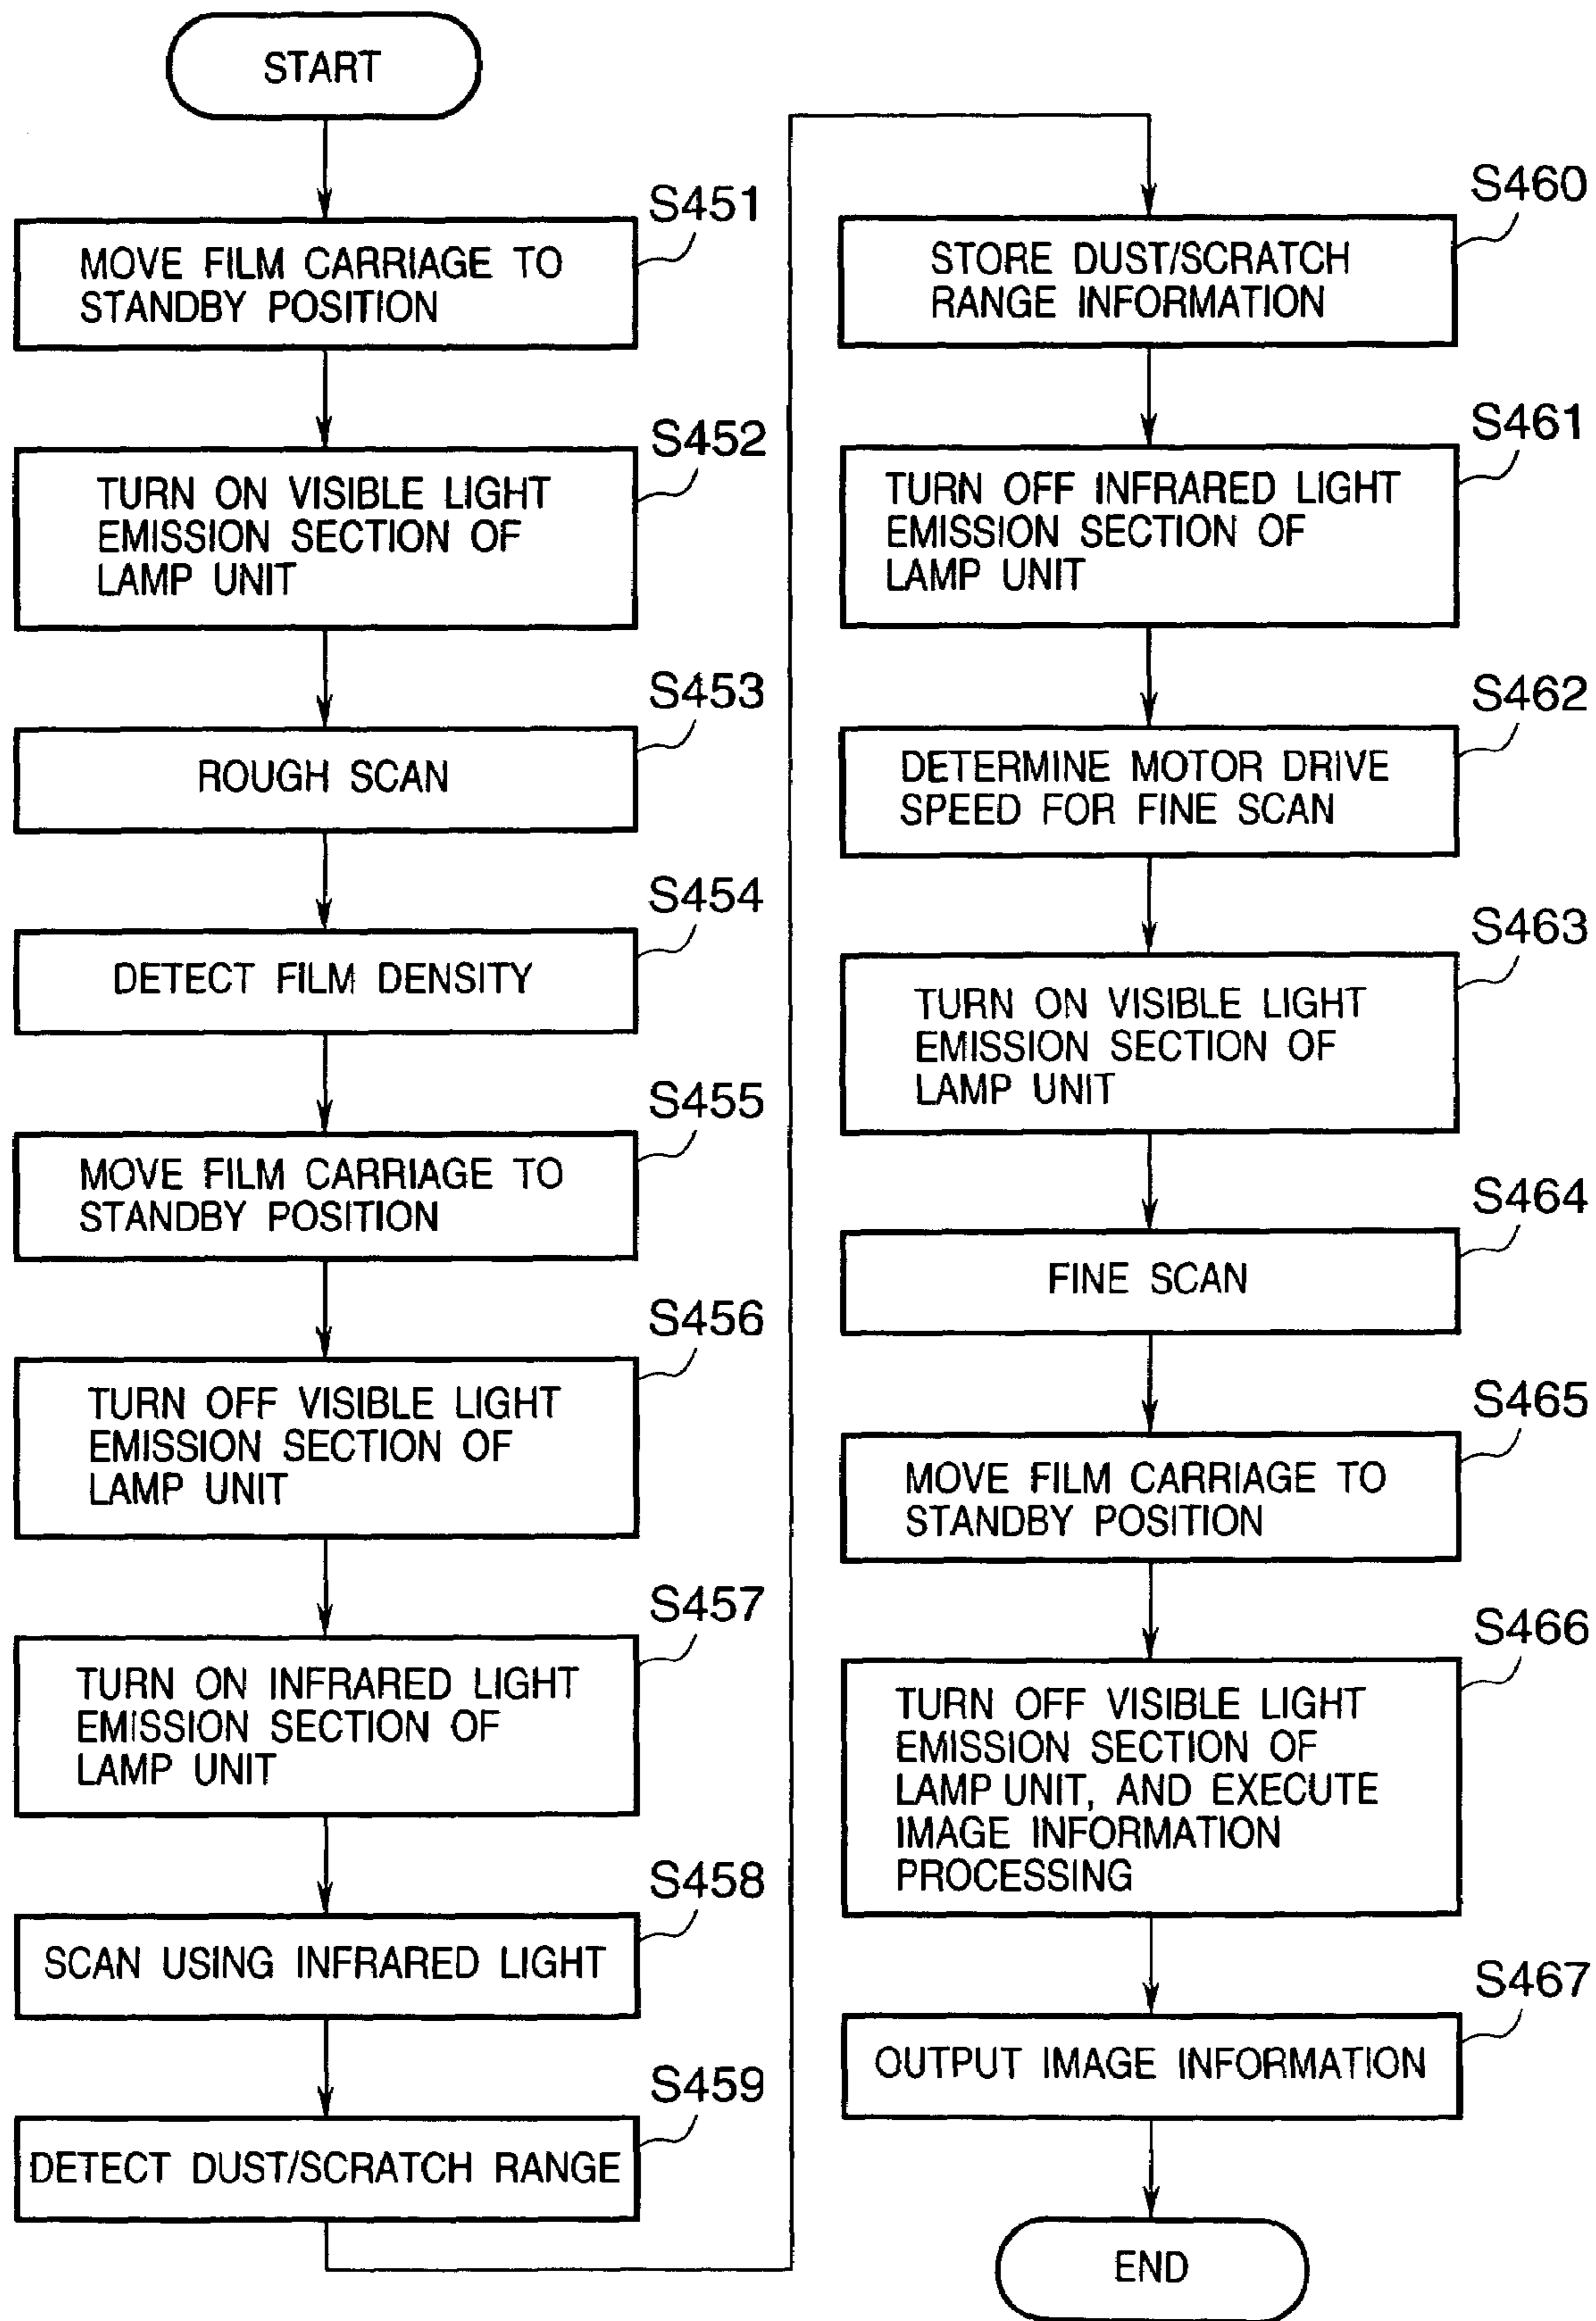 START
S451
MOVE FILM CARRIAGE TO
STANDBY POSITION
S452
TURN ON VISIBLE LIGHT
EMISSION SECTION OF
LAMP UNIT
S453
ROUGH SCAN
S454
DETECT FILM DENSITY
S455
MOVE FILM CARRIAGE TO
STANDBY POSITION
S456
TURN OFF VISIBLE LIGHT
EMISSION SECTION OF
LAMP UNIT
S457
TURN ON INFRARED LIGHT
EMISSION SECTION OF
LAMP UNIT
S458
SCAN USING INFRARED LIGHT
S459
DETECT DUST/SCRATCH RANGE
S460
STORE DUST/SCRATCH
RANGE INFORMATION
S461
TURN OFF INFRARED LIGHT
EMISSION SECTION OF
LAMP UNIT
S462
DETERMINE MOTOR DRIVE
SPEED FOR FINE SCAN
S463
TURN ON VISIBLE LIGHT
EMISSION SECTION OF
LAMP UNIT
S464
FINE SCAN
S465
MOVE FILM CARRIAGE TO
STANDBY POSITION
S466
TURN OFF VISIBLE LIGHT
EMISSION SECTION OF
LAMP UNIT, AND EXECUTE
IMAGE INFORMATION
PROCESSING
S467
OUTPUT IMAGE INFORMATION
END